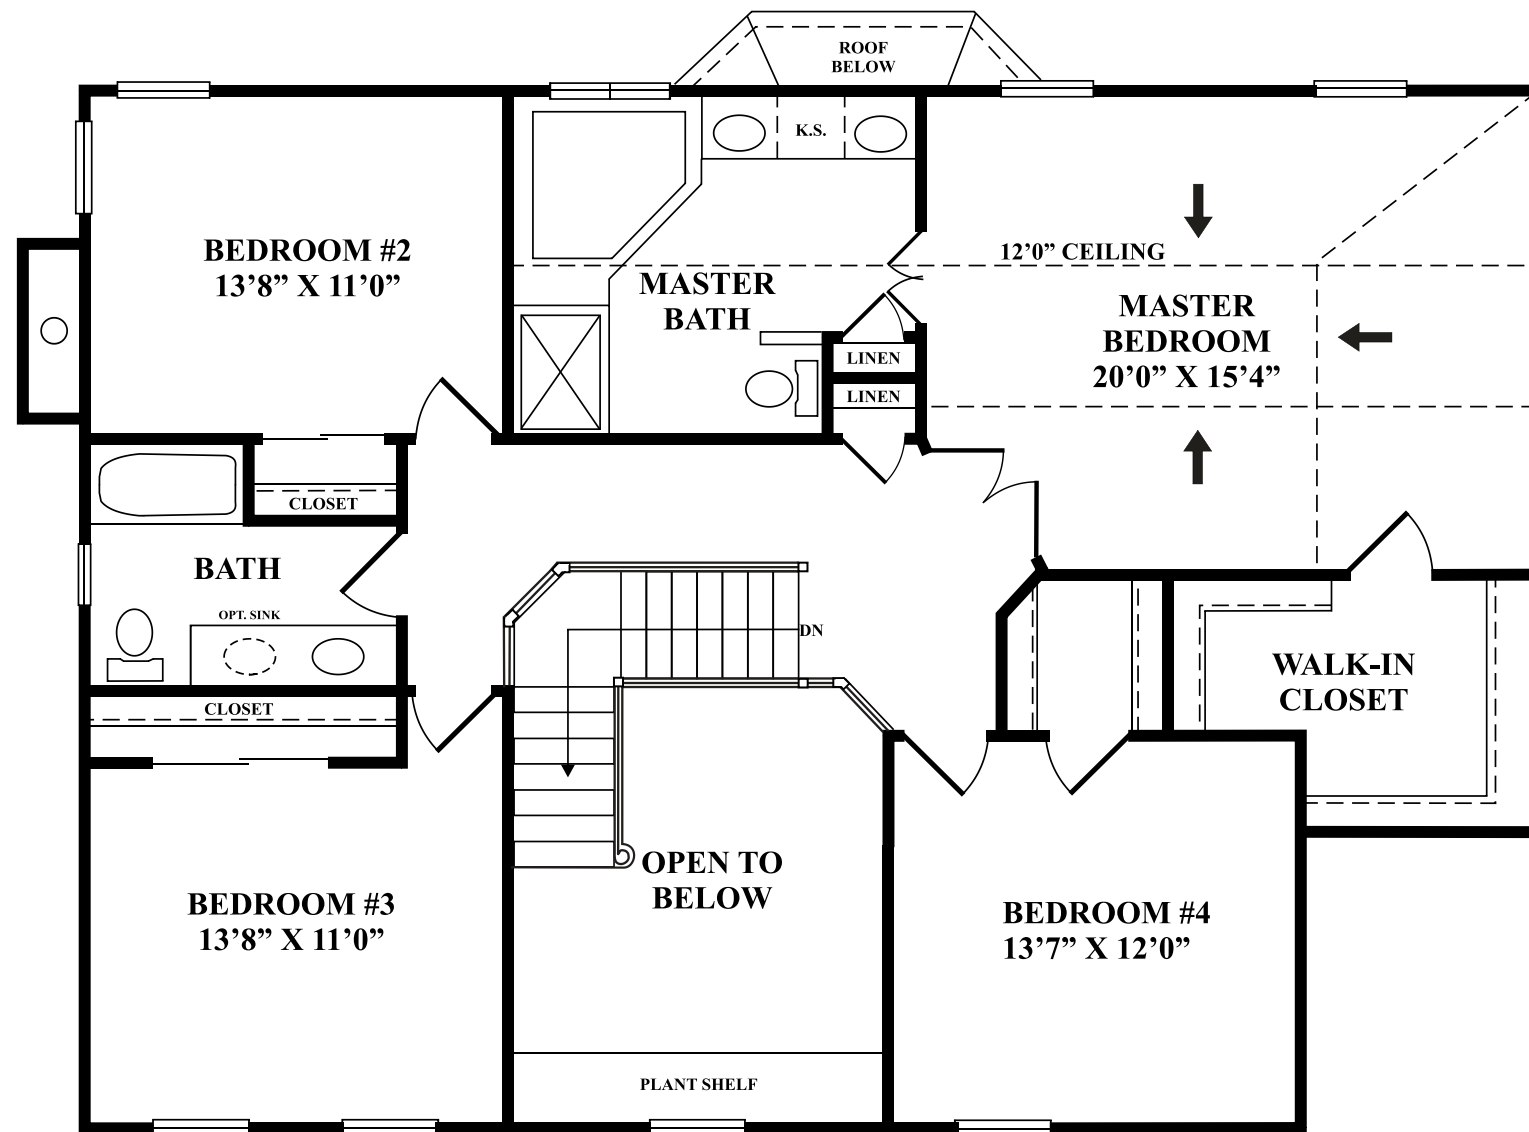 ROOF
BELOW
K.S.
BEDROOM #2
13’8” X 11’0”
MASTER
BATH
12’0” CEILING
MASTER
BEDROOM
20’0” X 15’4”
LINEN
LINEN
CLOSET
BATH
OPT. SINK
DN
WALK-IN
CLOSET
CLOSET
OPEN TO
BELOW
BEDROOM #3
13’8” X 11’0”
BEDROOM #4
13’7” X 12’0”
PLANT SHELF